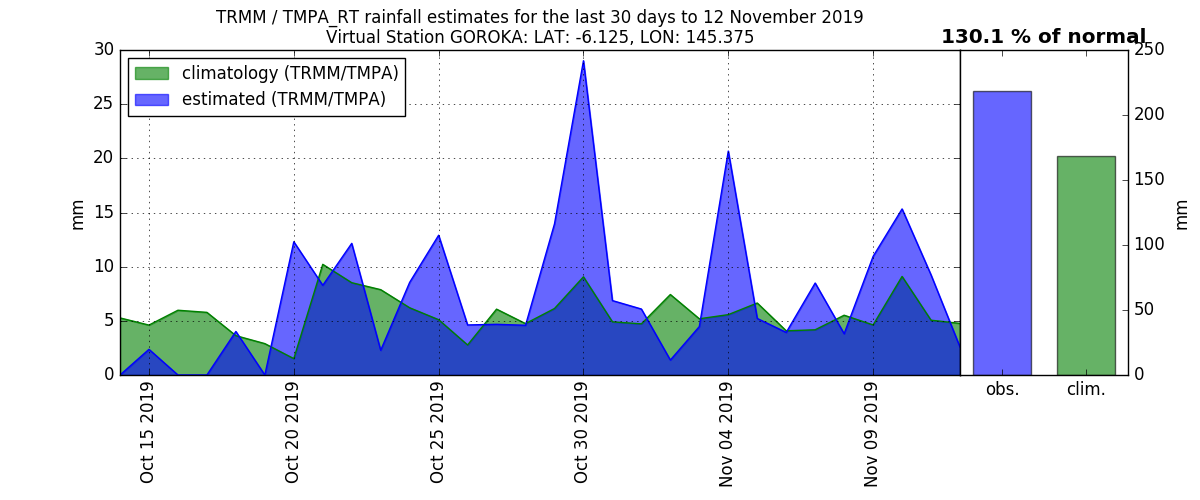 TRMM / TMPA_RT rainfall estimates for the last 30 days to 12 November 2019
Virtual Station GOROKA: LAT: -6.125, LON: 145.375
130.1 % of normal
climatology (TRMM/TMPA)
estimated (TRMM/TMPA)
30
25
20
15
10
5
0
mm
250
200
150
100
50
0
mm
Oct 15 2019
Oct 20 2019
Oct 25 2019
Oct 30 2019
Nov 04 2019
Nov 09 2019
obs.
clim.